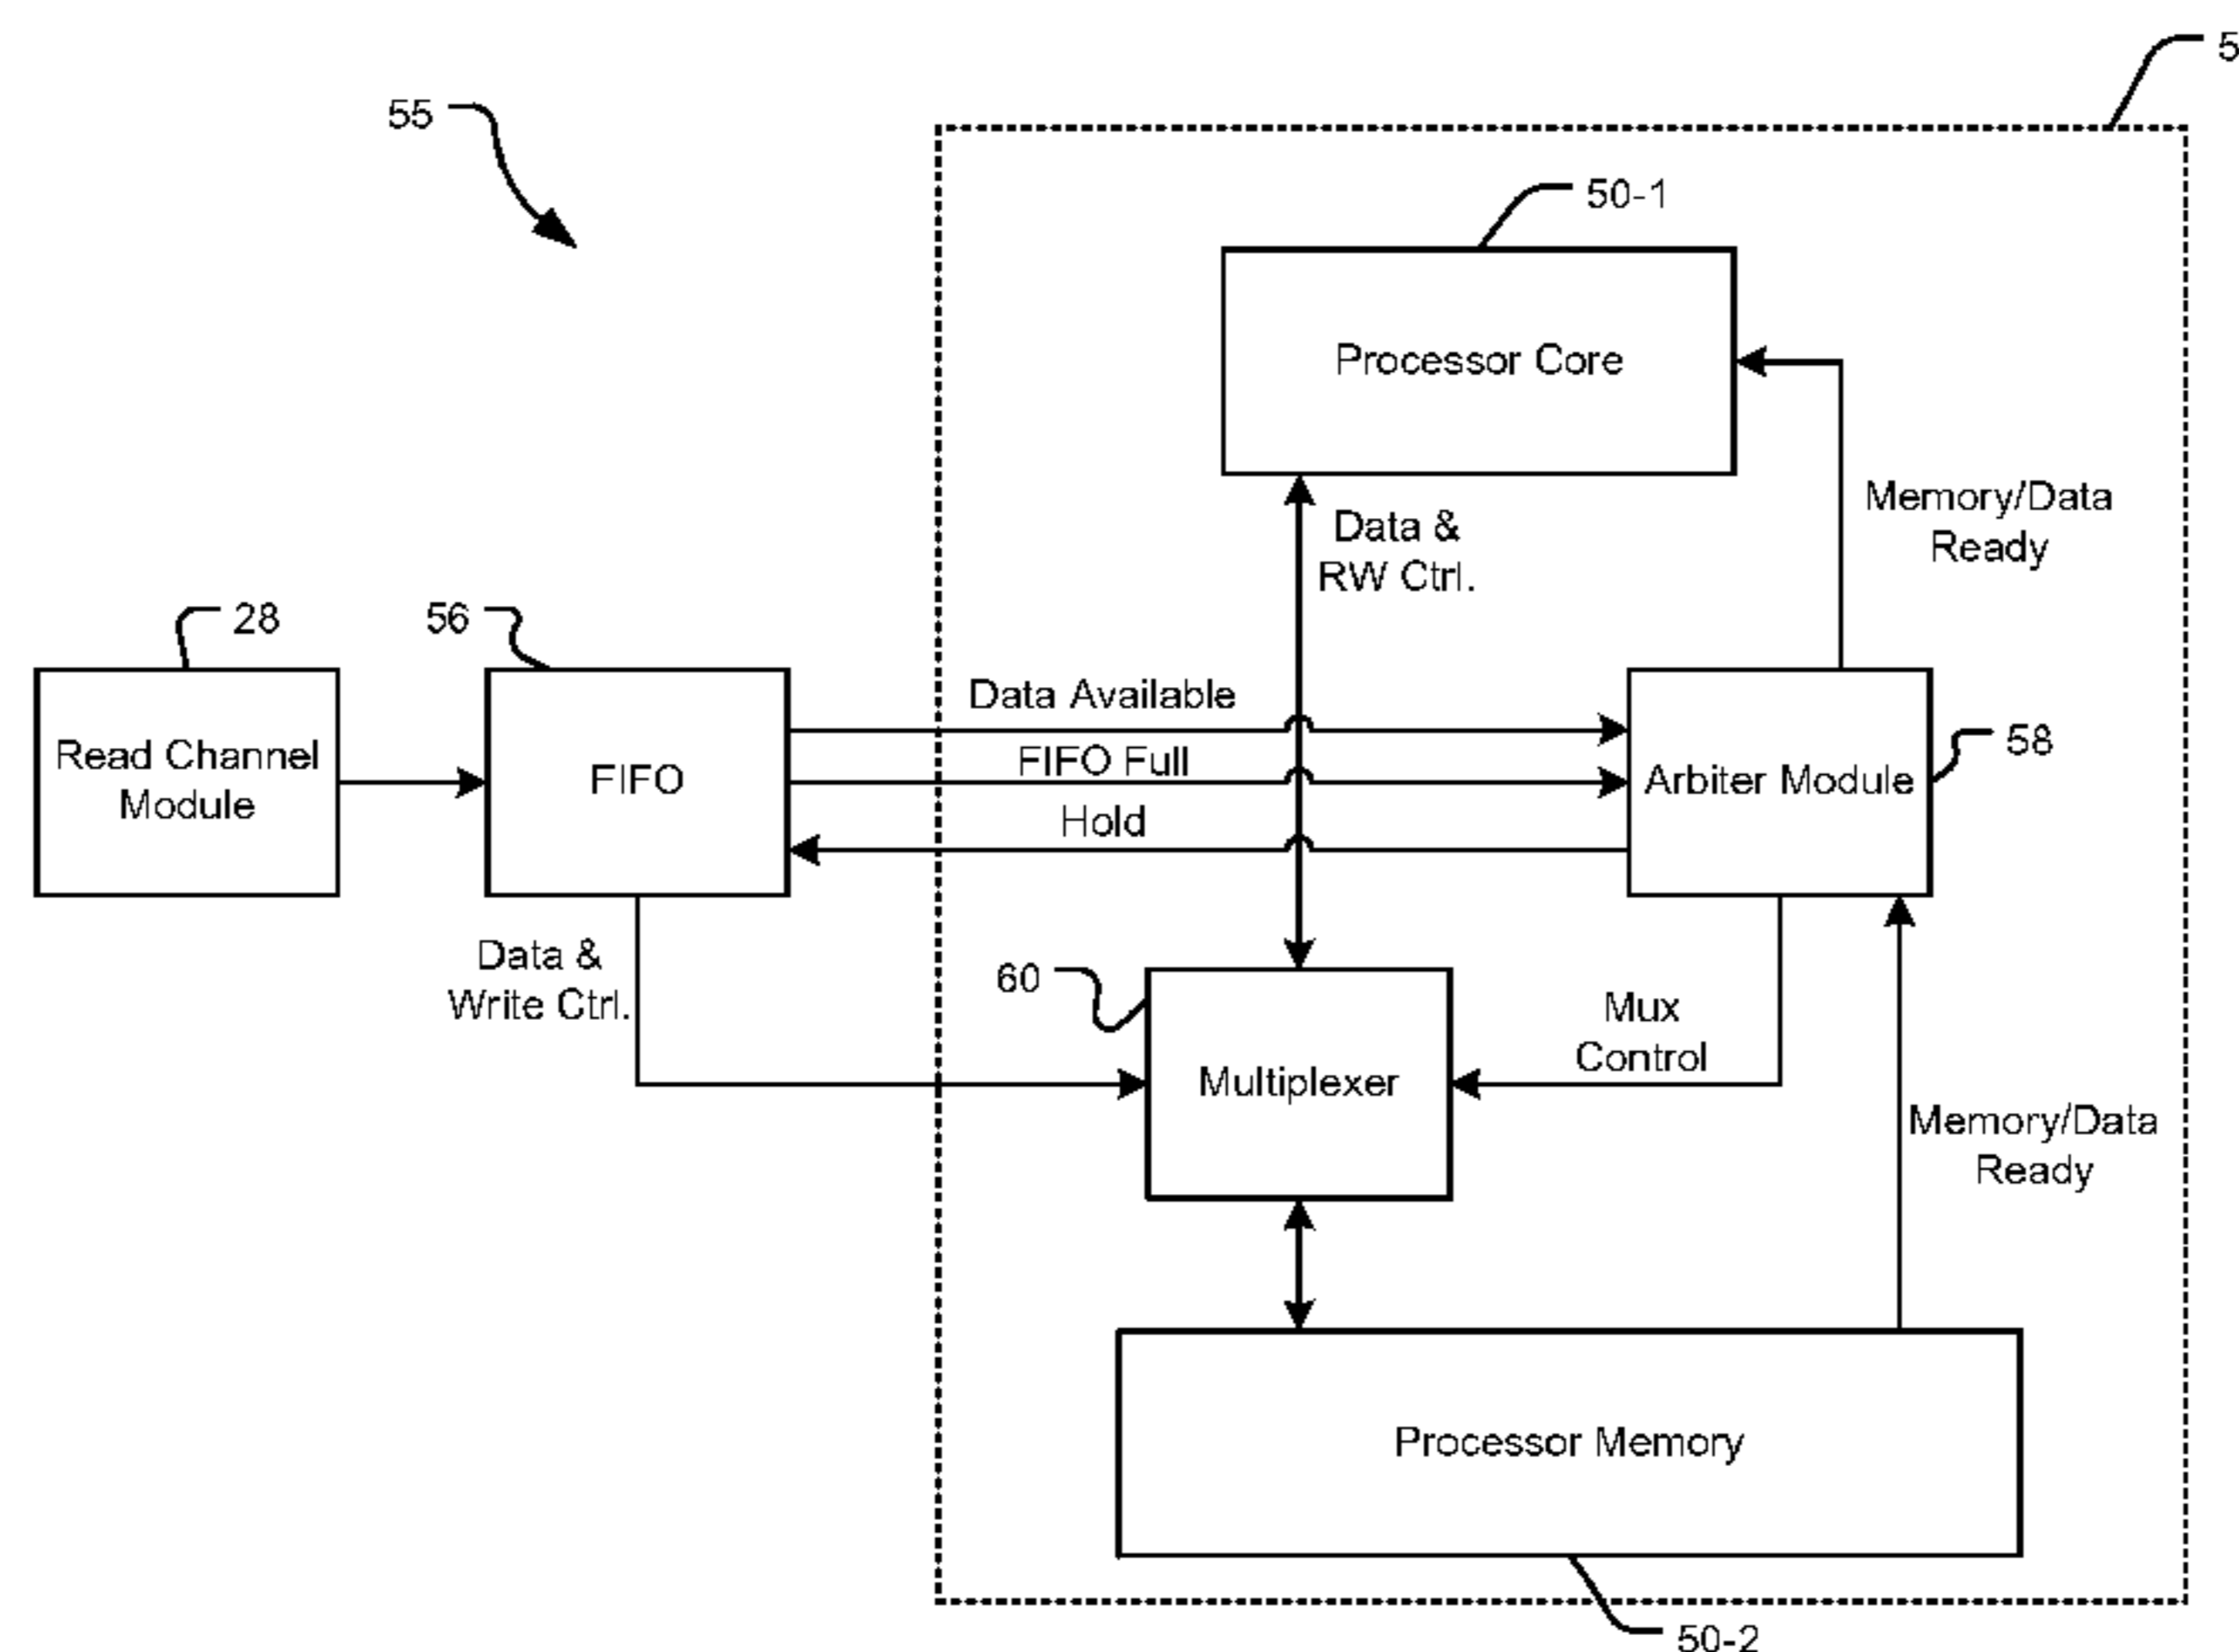 5
55
50-1
Processor Core
Data &
RW Ctrl.
Memory/Data
Ready
28
56
Read Channel
Module
FIFO
Data Available
FIFO Full
Hold
Arbiter Module
58
Data &
Write Ctrl.
60
Multiplexer
Mux
Control
Memory/Data
Ready
Processor Memory
50-2